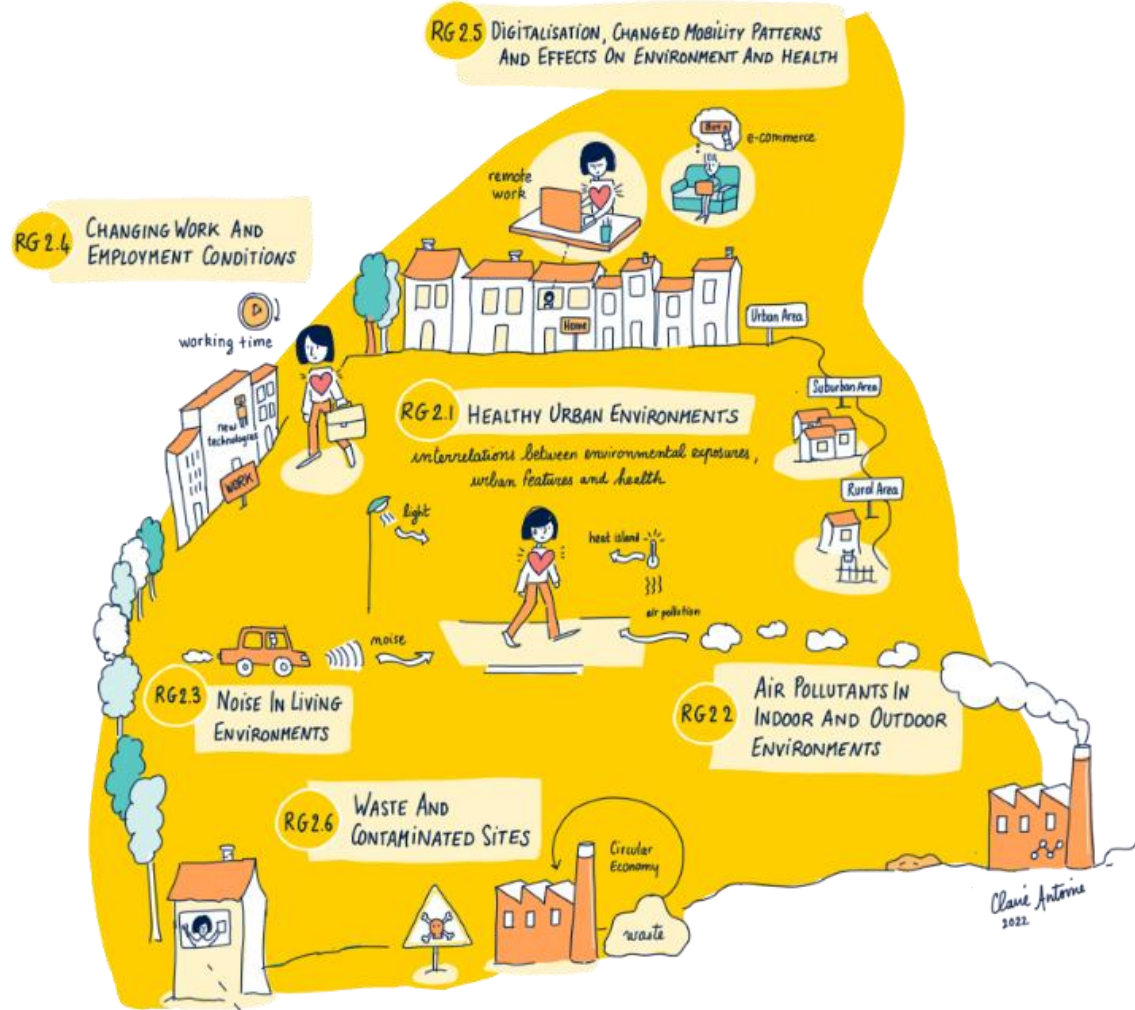 RG 2.5 DIGITALISATION, CHANGED MOBILITY PATTERNS
AND EFFECTS ON ENVIRONMENT AND HEALTH
BUY
e-commerce
remote
work
RG 2.4 CHANGING WORK AND
EMPLOYMENT CONDITIONS
working time
Home
Urban Area
Suburban Area
Rural Area
new
technologies
WORK
RG 2.1 HEALTHY URBAN ENVIRONMENTS
interrelations between environmental exposures,
urban features and health
light
heat island
air pollution
noise
RG 2.3 NOISE IN LIVING
ENVIRONMENTS
RG 2 2 AIR POLLUTANTS IN
INDOOR AND OUTDOOR
ENVIRONMENTS
RG 2.6 WASTE AND
CONTAMINATED SITES
Circular
Economy
waste
Claire Antoine
2022